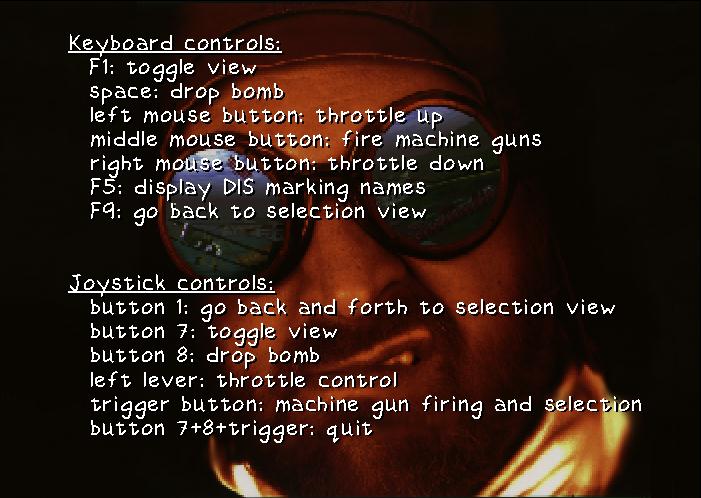 Keyboard controls:
F1: toggle view
space: drop bomb
left mouse button: throttle up
middle mouse button: fire machine guns
right mouse button: throttle down
F5: display DIS marking names
F9: go back to selection view
Joystick controls:
button 1: go back and forth to selection view
button 7: toggle view
button 8: drop bomb
left lever: throttle control
trigger button: machine gun firing and selection
button 7+8+trigger: quit